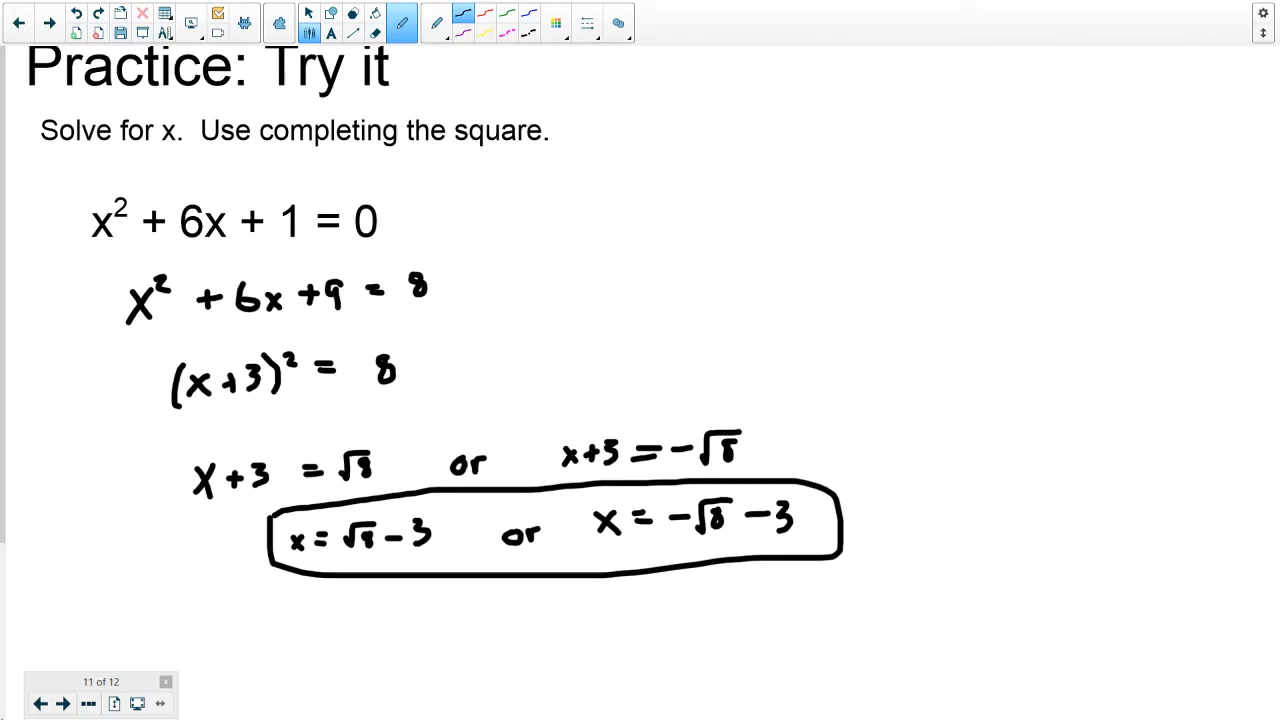 Practice: Try it
Solve for x. Use completing the square.
x² + 6x + 1 = 0
x² + 6x + 9 = 8
(x + 3)² = 8
x + 3 = √8 or x + 3 = -√8
x = √8 - 3 or x = -√8 - 3
11 of 12